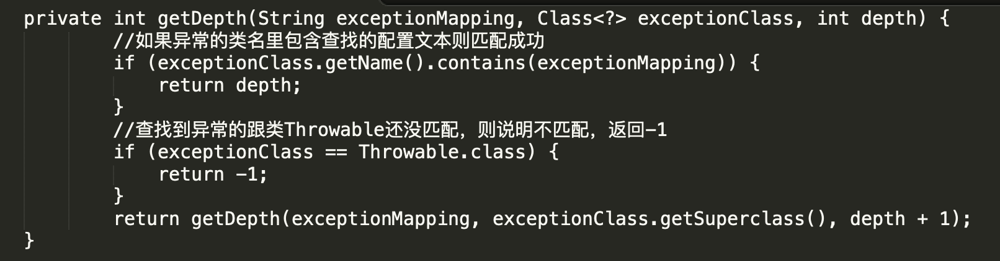 private int getDepth(String exceptionMapping, Class<?> exceptionClass, int depth) {
//如果异常的类名里包含查找的配置文本则匹配成功
if (exceptionClass.getName().contains(exceptionMapping)) {
return depth;
}
//查找到异常的跟类Throwable还没匹配，则说明不匹配，返回-1
if (exceptionClass == Throwable.class) {
return -1;
}
return getDepth(exceptionMapping, exceptionClass.getSuperclass(), depth + 1);
}